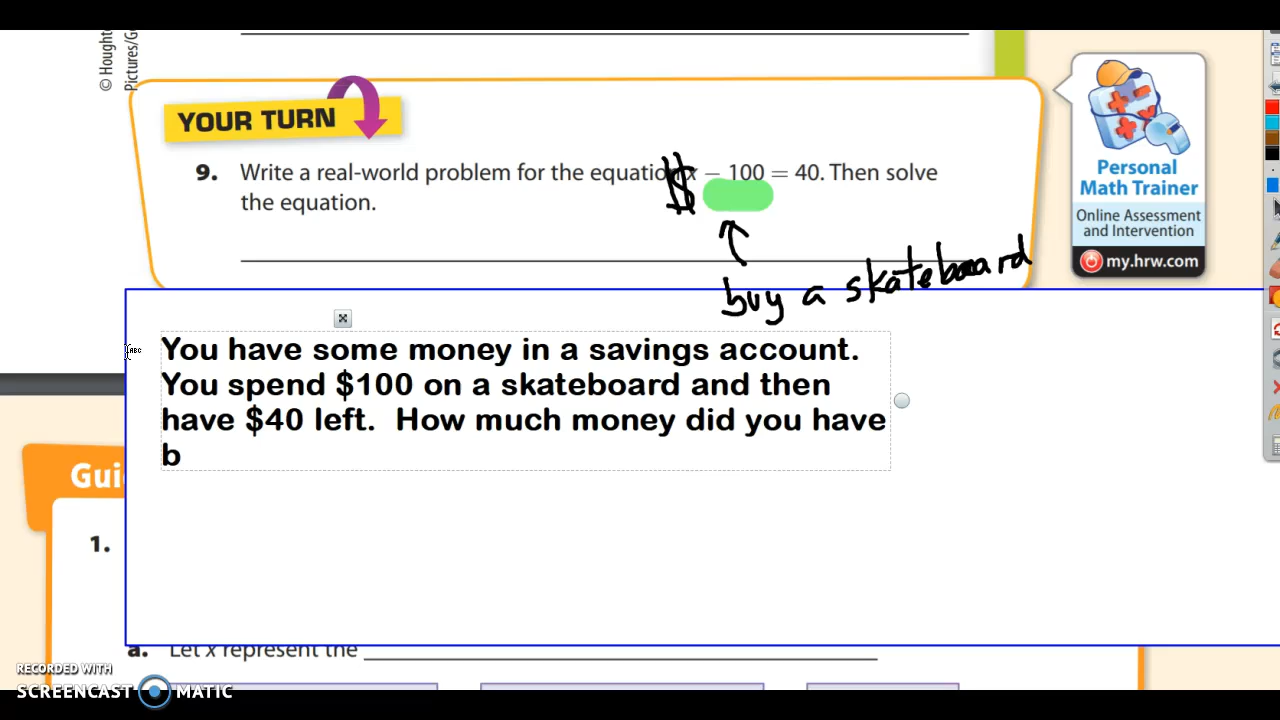 © Hought
Pictures/Ge
YOUR TURN
9. Write a real-world problem for the equation x − 100 = 40. Then solve
the equation.
$
buy a skateboard
Personal
Math Trainer
Online Assessment
and Intervention
my.hrw.com
ABC
You have some money in a savings account.
You spend $100 on a skateboard and then
have $40 left. How much money did you have
b
Gui
1.
a. Let x represent the
RECORDED WITH
SCREENCAST MATIC